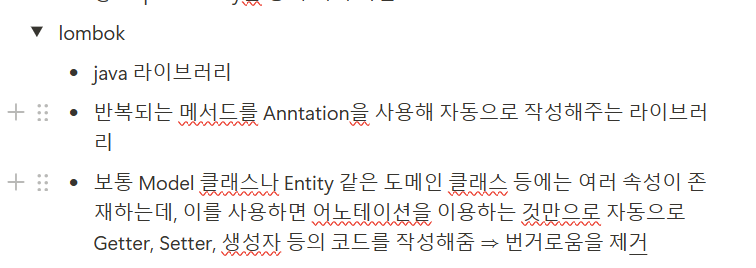 lombok
java 라이브러리
반복되는 메서드를 Anntation을 사용해 자동으로 작성해주는 라이브러
리
보통 Model 클래스나 Entity 같은 도메인 클래스 등에는 여러 속성이 존
재하는데, 이를 사용하면 어노테이션을 이용하는 것만으로 자동으로
Getter, Setter, 생성자 등의 코드를 작성해줌 ⇒ 번거로움을 제거